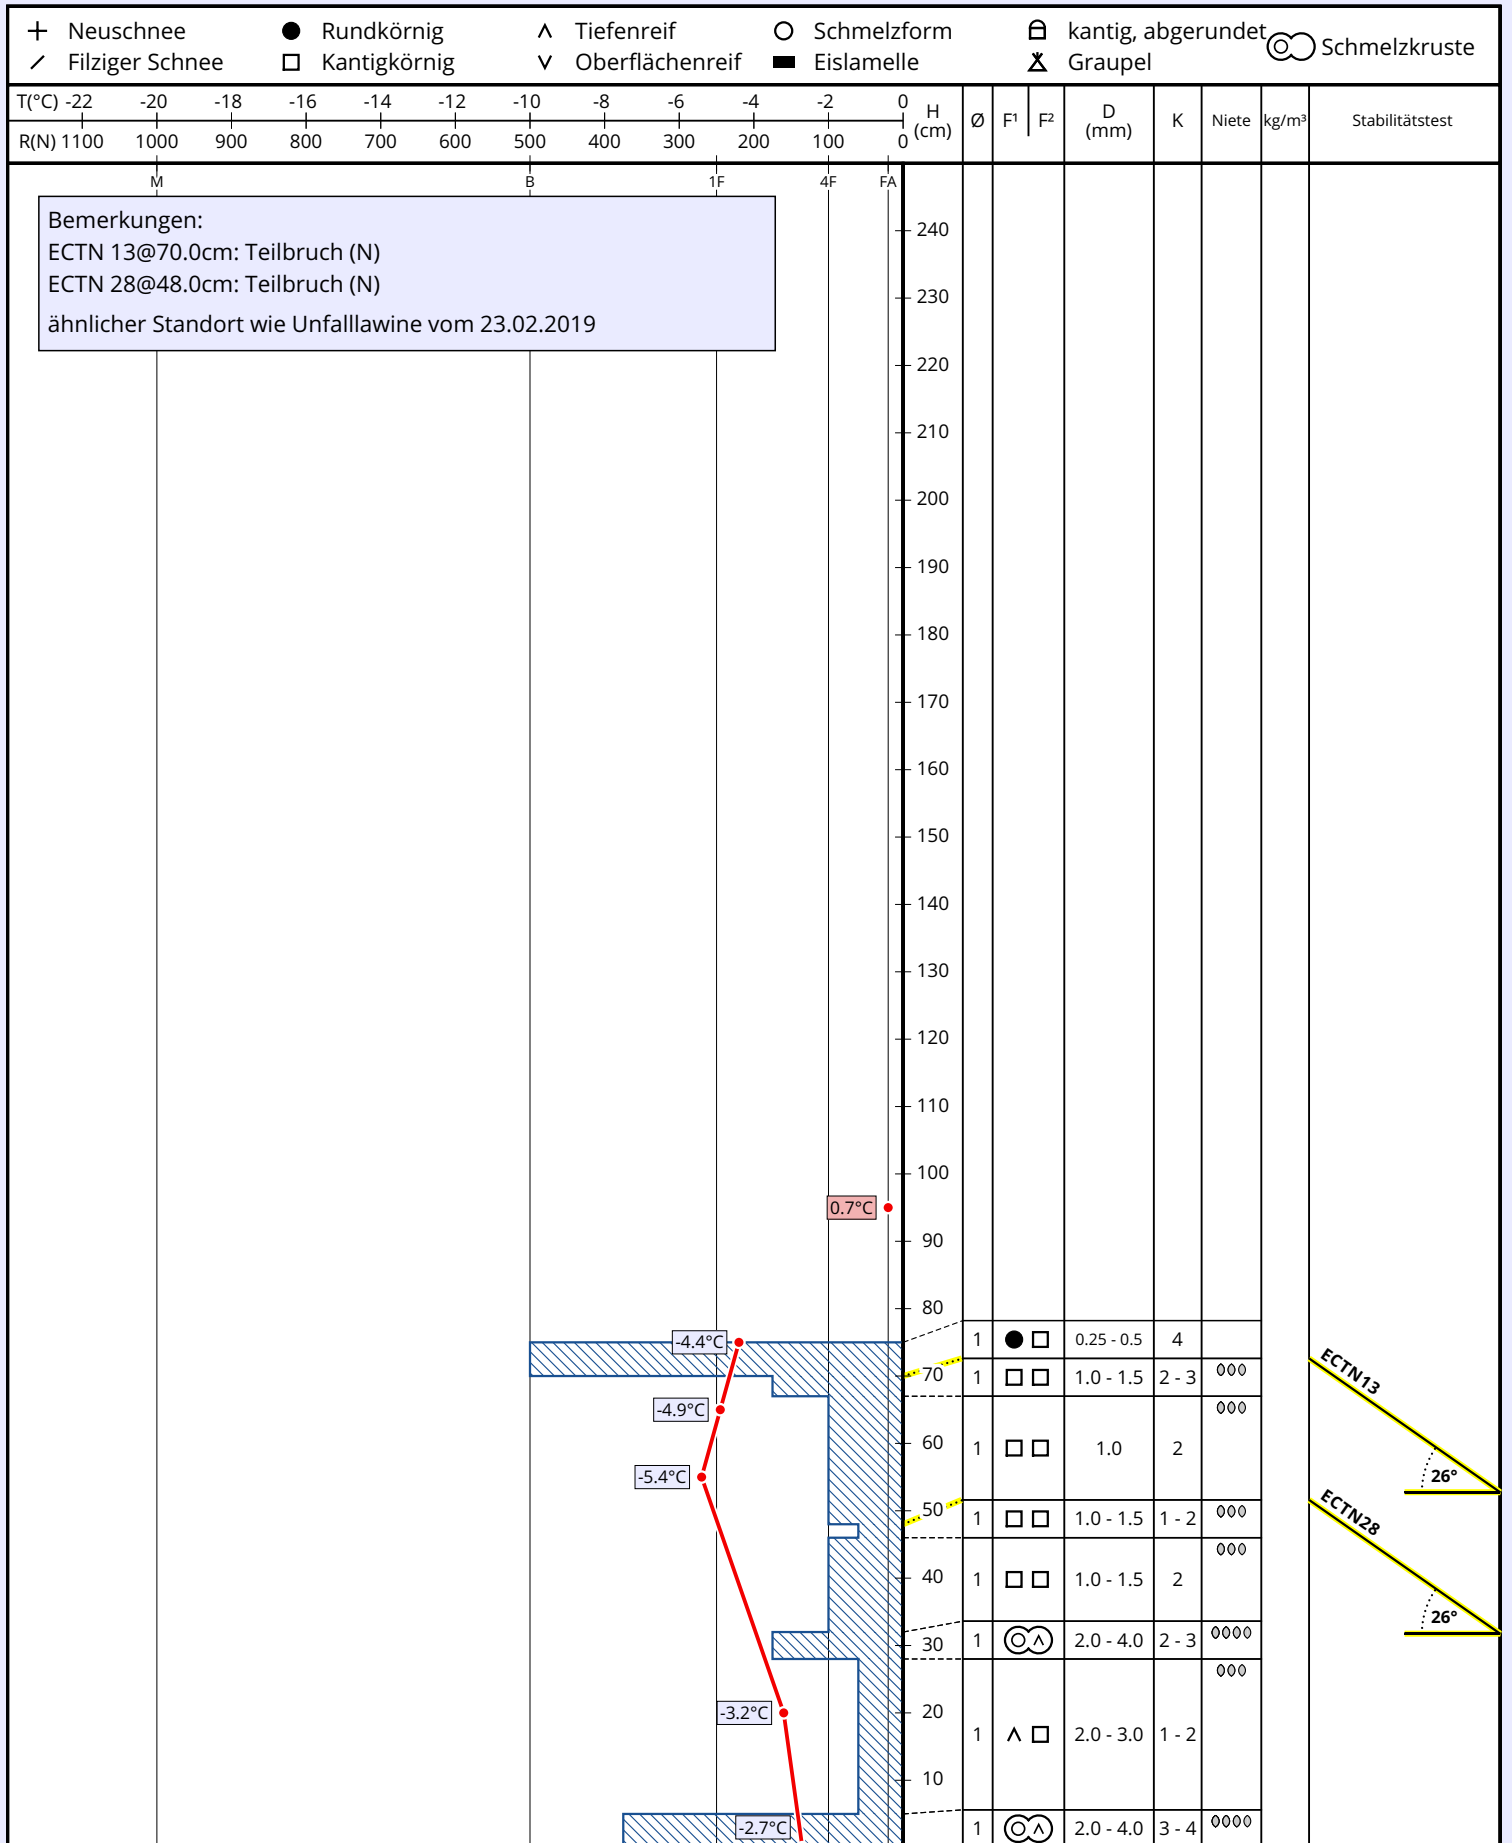 Neuschnee Rundkörnig Tiefenreif Schmelzform kantig, abgerundet Schmelzkruste
Filziger Schnee Kantigkörnig Oberflächenreif Eislamelle Graupel
T(°C) -22 -20 -18 -16 -14 -12 -10 -8 -6 -4 -2 0
R(N) 1100 1000 900 800 700 600 500 400 300 200 100 0
H (cm) Ø F¹ F² D (mm) K Niete kg/m³ Stabilitätstest
M B 1F 4F FA
Bemerkungen:
ECTN 13@70.0cm: Teilbruch (N)
ECTN 28@48.0cm: Teilbruch (N)
ähnlicher Standort wie Unfalllawine vom 23.02.2019
240
230
220
210
200
190
180
170
160
150
140
130
120
110
100
0.7°C
90
80
-4.4°C 1 0.25 - 0.5 4
70 1 1.0 - 1.5 2 - 3 ECTN13
-4.9°C
60 1 1.0 2
-5.4°C 26°
50 1 1.0 - 1.5 1 - 2 ECTN28
40 1 1.0 - 1.5 2
26°
30 1 2.0 - 4.0 2 - 3
-3.2°C 20
1 2.0 - 3.0 1 - 2
10
-2.7°C 1 2.0 - 4.0 3 - 4